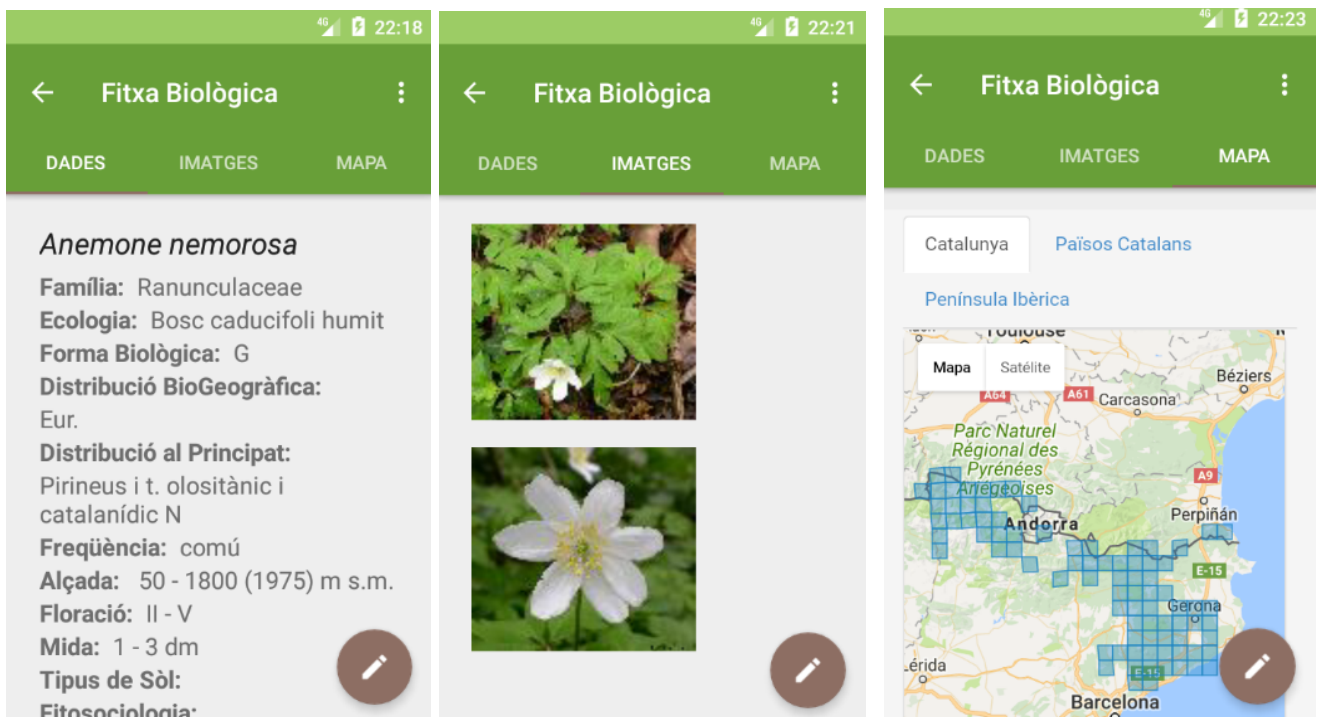 4G 22:18
Fitxa Biològica
DADES IMATGES MAPA
Anemone nemorosa
Família: Ranunculaceae
Ecologia: Bosc caducifoli humit
Forma Biològica: G
Distribució BioGeogràfica:
Eur.
Distribució al Principat:
Pirineus i t. olositànic i
catalanídic N
Freqüència: comú
Alçada: 50 - 1800 (1975) m s.m.
Floració: II - V
Mida: 1 - 3 dm
Tipus de Sòl:
Fitosociologia:
4G 22:21
Fitxa Biològica
DADES IMATGES MAPA
4G 22:23
Fitxa Biològica
DADES IMATGES MAPA
Catalunya Països Catalans
Península Ibèrica
Toulouse
Mapa Satélite
Béziers
A64 A61 Carcasona
Parc Naturel
Régional des
Pyrénées
Ariégeoises
A9
Andorra
Perpiñán
E-15
Gerona
Lérida
E-15
Barcelona